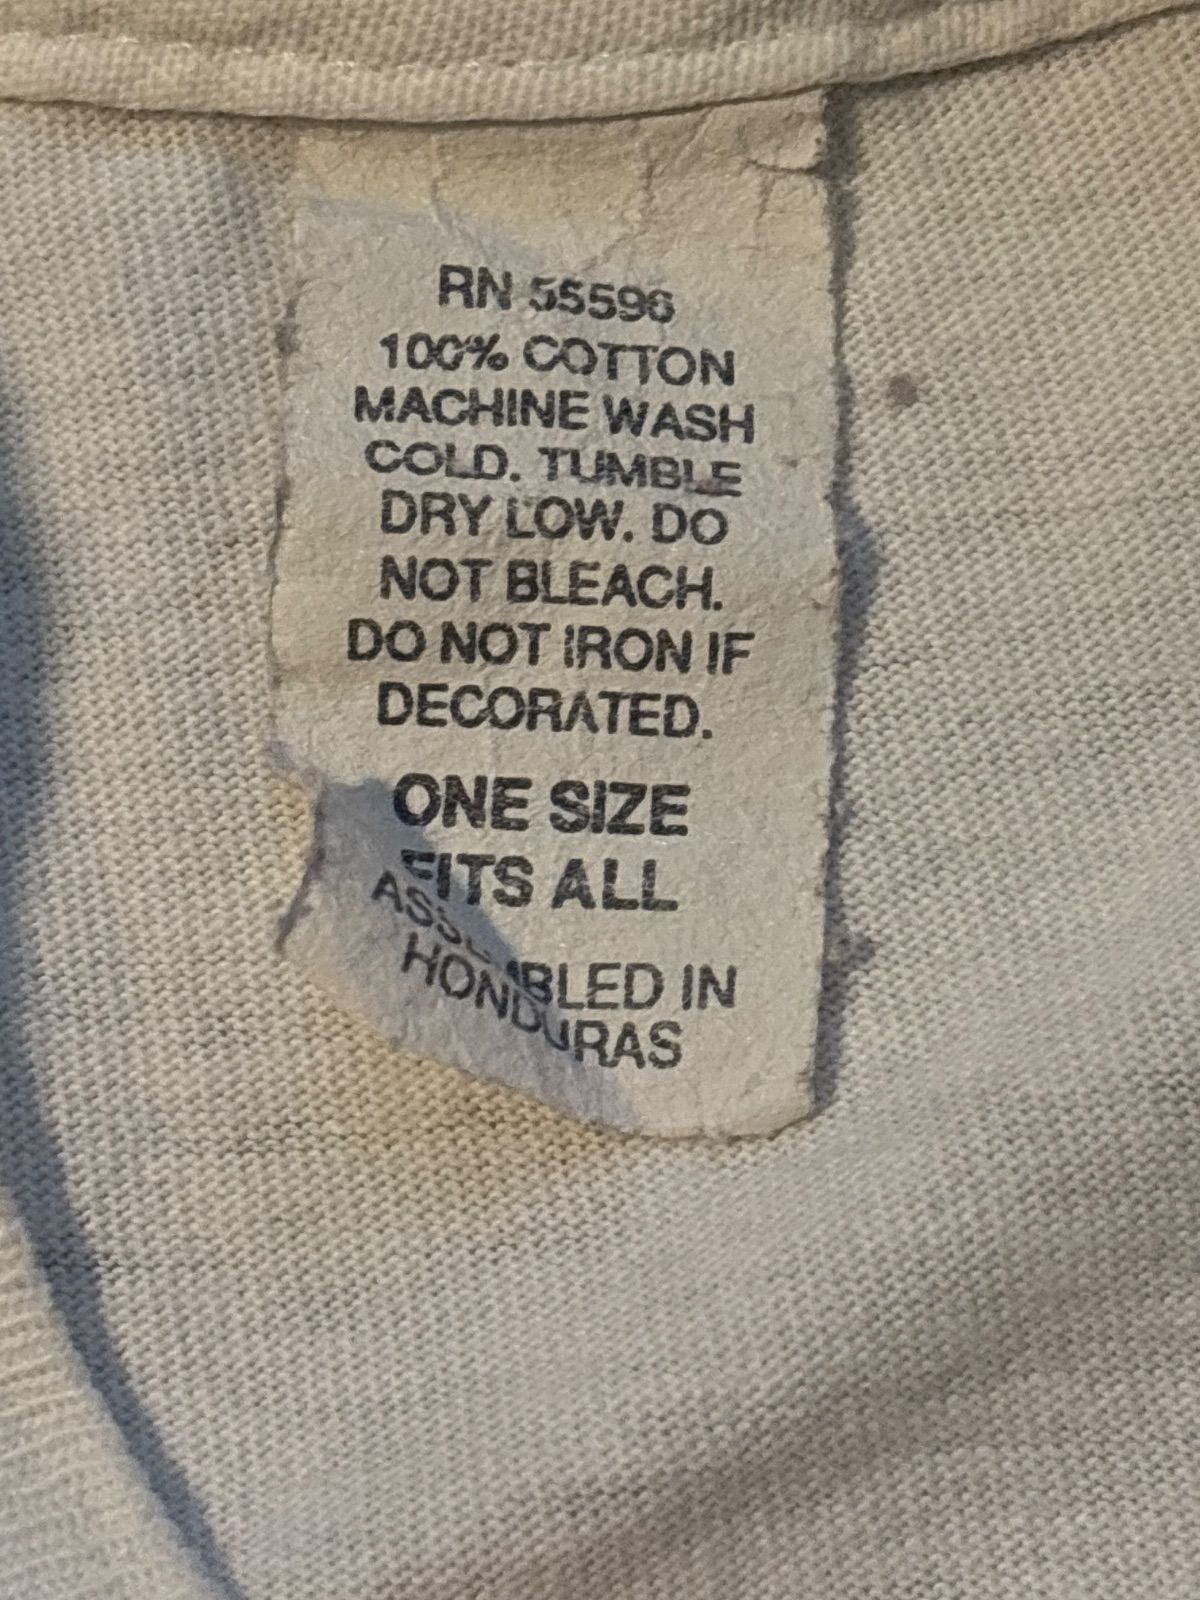 RN 55596
100% COTTON
MACHINE WASH
COLD. TUMBLE
DRY LOW. DO
NOT BLEACH.
DO NOT IRON IF
DECORATED.
ONE SIZE
FITS ALL
ASSEMBLED IN
HONDURAS